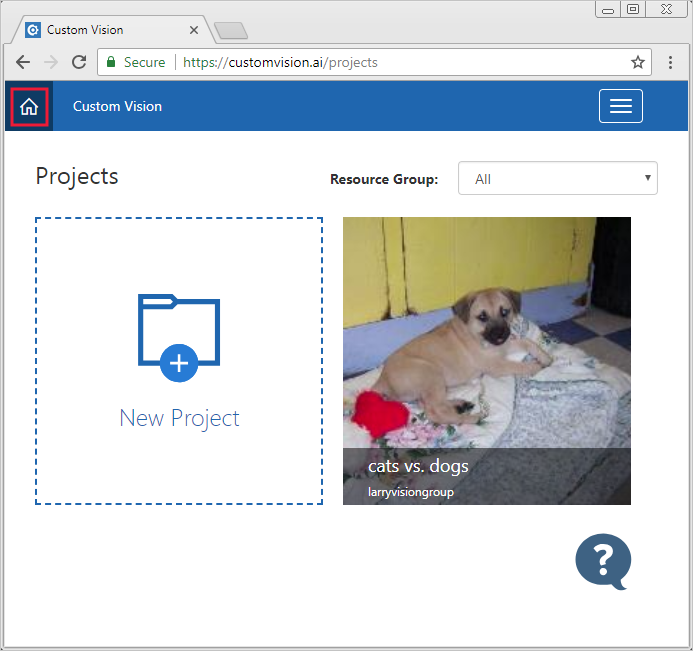 Custom Vision
Secure https://customvision.ai/projects
Custom Vision
Projects
Resource Group: All
New Project
cats vs. dogs
larryvisiongroup
?